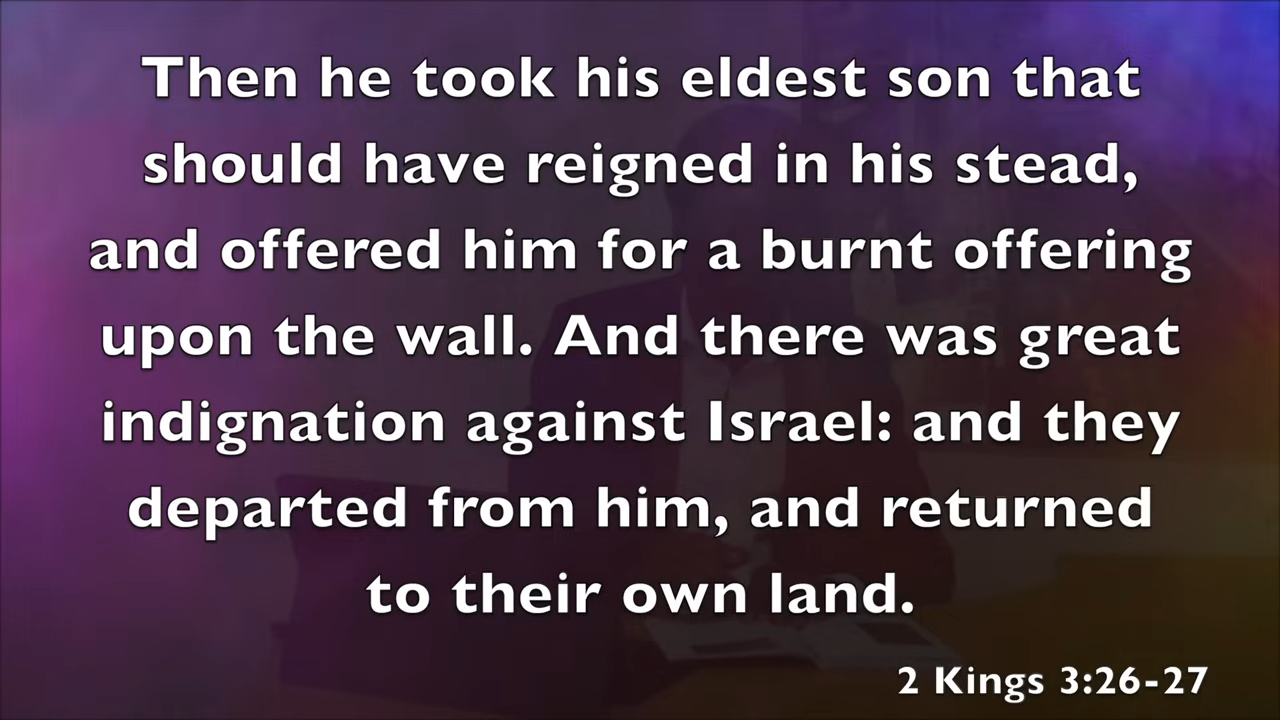 Then he took his eldest son that
should have reigned in his stead,
and offered him for a burnt offering
upon the wall. And there was great
indignation against Israel: and they
departed from him, and returned
to their own land.
2 Kings 3:26-27